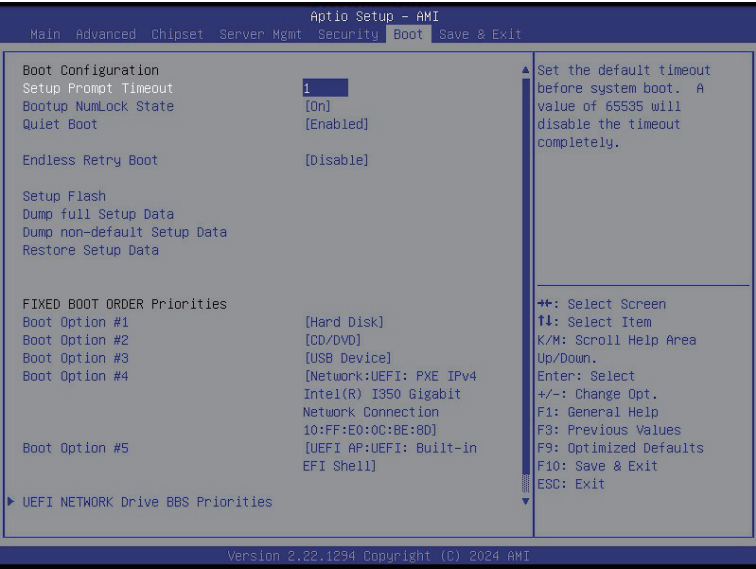 Aptio Setup – AMI
Main Advanced Chipset Server Mgmt Security Boot Save & Exit
Boot Configuration
Setup Prompt Timeout 1
Bootup NumLock State [On]
Quiet Boot [Enabled]
Endless Retry Boot [Disable]
Setup Flash
Dump full Setup Data
Dump non-default Setup Data
Restore Setup Data
FIXED BOOT ORDER Priorities
Boot Option #1 [Hard Disk]
Boot Option #2 [CD/DVD]
Boot Option #3 [USB Device]
Boot Option #4 [Network:UEFI: PXE IPv4
Intel(R) I350 Gigabit
Network Connection
10:FF:E0:0C:BE:8D]
Boot Option #5 [UEFI AP:UEFI: Built-in
EFI Shell]
UEFI NETWORK Drive BBS Priorities
Set the default timeout
before system boot. A
value of 65535 will
disable the timeout
completely.
→←: Select Screen
↑↓: Select Item
K/M: Scroll Help Area
Up/Down.
Enter: Select
+/-: Change Opt.
F1: General Help
F3: Previous Values
F9: Optimized Defaults
F10: Save & Exit
ESC: Exit
Version 2.22.1294 Copyright (C) 2024 AMI